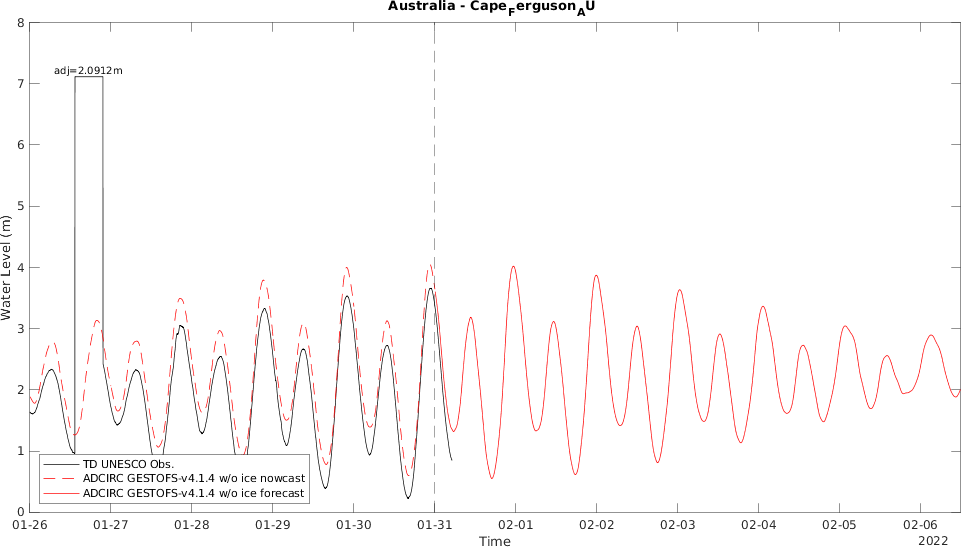 Australia - CapeFergusonAU
8
7
6
5
4
3
2
1
0
Water Level (m)
adj=2.0912m
TD UNESCO Obs.
ADCIRC GESTOFS-v4.1.4 w/o ice nowcast
ADCIRC GESTOFS-v4.1.4 w/o ice forecast
01-26 01-27 01-28 01-29 01-30 01-31 02-01 02-02 02-03 02-04 02-05 02-06
Time
2022